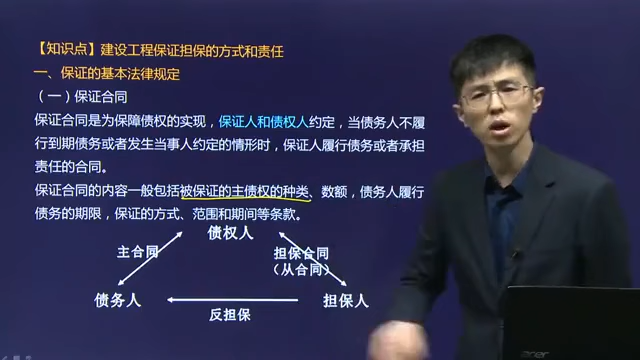 【知识点】建设工程保证担保的方式和责任
一、保证的基本法律规定
（一）保证合同
保证合同是为保障债权的实现，保证人和债权人约定，当债务人不履
行到期债务或者发生当事人约定的情形时，保证人履行债务或者承担
责任的合同。
保证合同的内容一般包括被保证的主债权的种类、数额，债务人履行
债务的期限，保证的方式、范围和期间等条款。
债权人
主合同
担保合同
（从合同）
债务人
担保人
反担保
acer